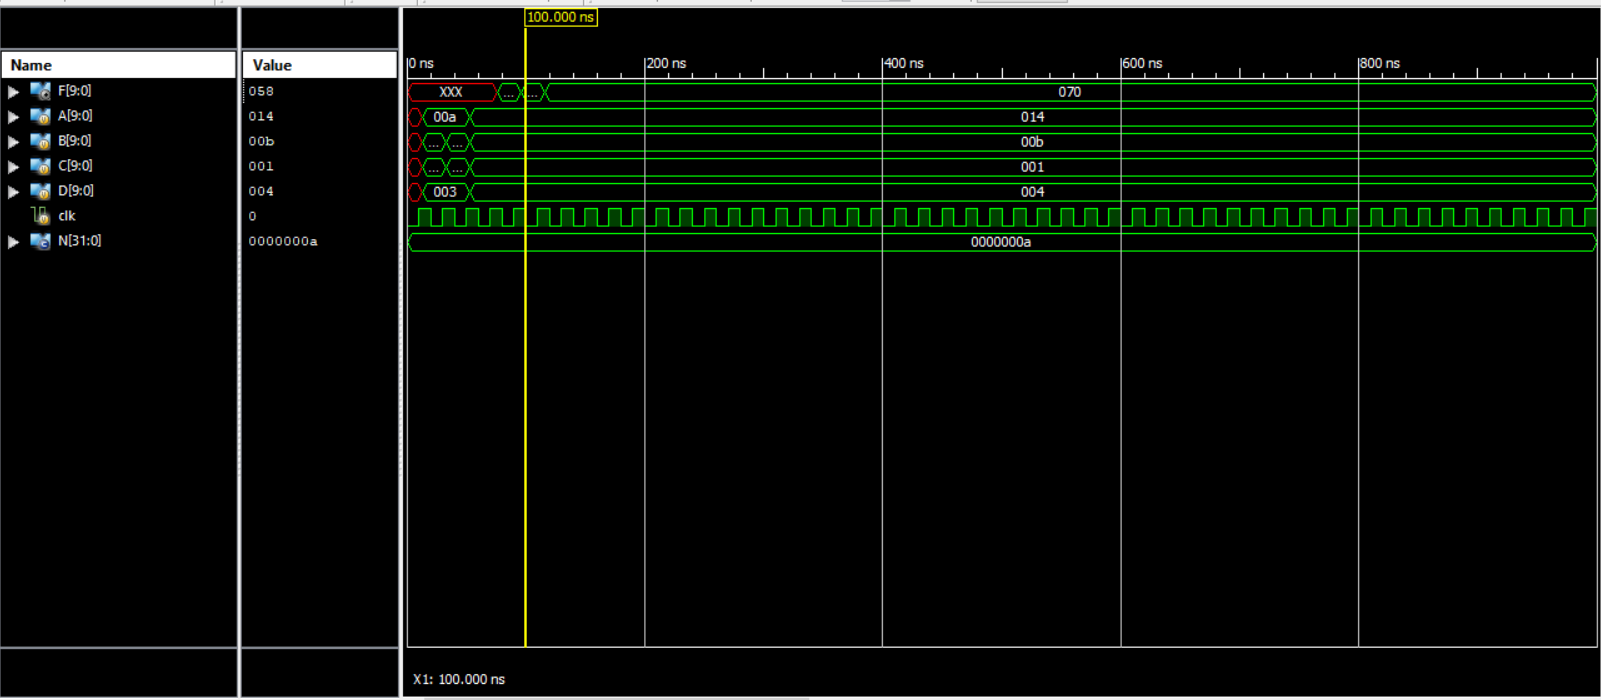 100.000 ns
Name Value
0 ns 200 ns 400 ns 600 ns 800 ns
F[9:0] 058 XXX ... ... 070
A[9:0] 014 00a 014
B[9:0] 00b ... ... 00b
C[9:0] 001 ... ... 001
D[9:0] 004 003 004
clk 0
N[31:0] 0000000a 0000000a
X1: 100.000 ns